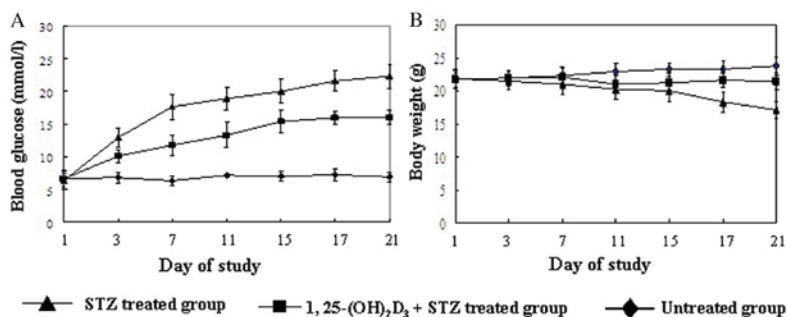 A
Blood glucose (mmol/l)
30
25
20
15
10
5
0
1 3 7 11 15 17 21
Day of study
B
Body weight (g)
30
25
20
15
10
5
0
1 3 7 11 15 17 21
Day of study
STZ treated group
1, 25-(OH)₂D₃ + STZ treated group
Untreated group